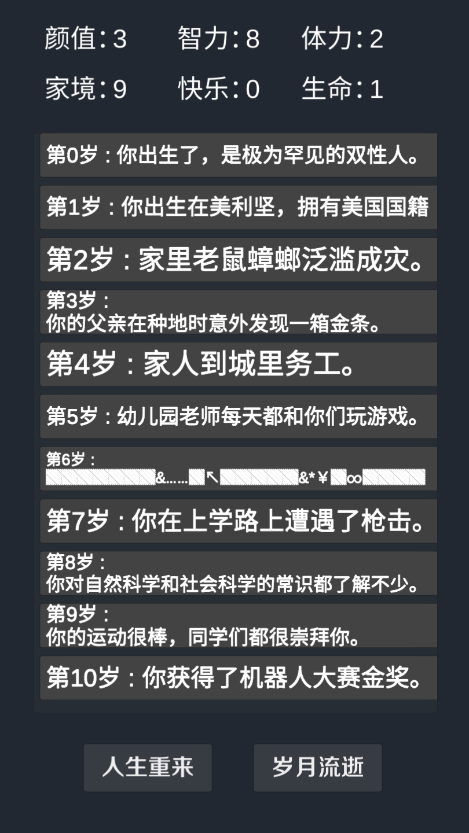 颜值:3 智力:8 体力:2
家境:9 快乐:0 生命:1
第0岁：你出生了，是极为罕见的双性人。
第1岁：你出生在美利坚，拥有美国国籍
第2岁：家里老鼠蟑螂泛滥成灾。
第3岁：
你的父亲在种地时意外发现一箱金条。
第4岁：家人到城里务工。
第5岁：幼儿园老师每天都和你们玩游戏。
第6岁：
&……↖&*¥∞
第7岁：你在上学路上遭遇了枪击。
第8岁：
你对自然科学和社会科学的常识都了解不少。
第9岁：
你的运动很棒，同学们都很崇拜你。
第10岁：你获得了机器人大赛金奖。
人生重来 岁月流逝